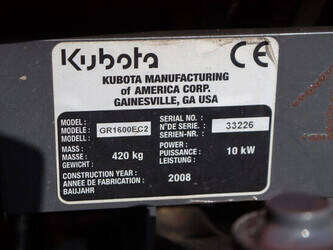 Kubota CE
KUBOTA MANUFACTURING
of AMERICA CORP.
GAINESVILLE, GA USA
MODEL : SERIAL NO. :
MODELE : GR1600EC2 N°DE SERIE. : 33226
MODELL : SERIEN-NR. :
MASS : POWER :
MASSE : 420 kg PUISSANCE : 10 kW
GEWICHT : LEISTUNG :
CONSTRUCTION YEAR :
ANNEE DE FABRICATION : 2008
BAUJAHR